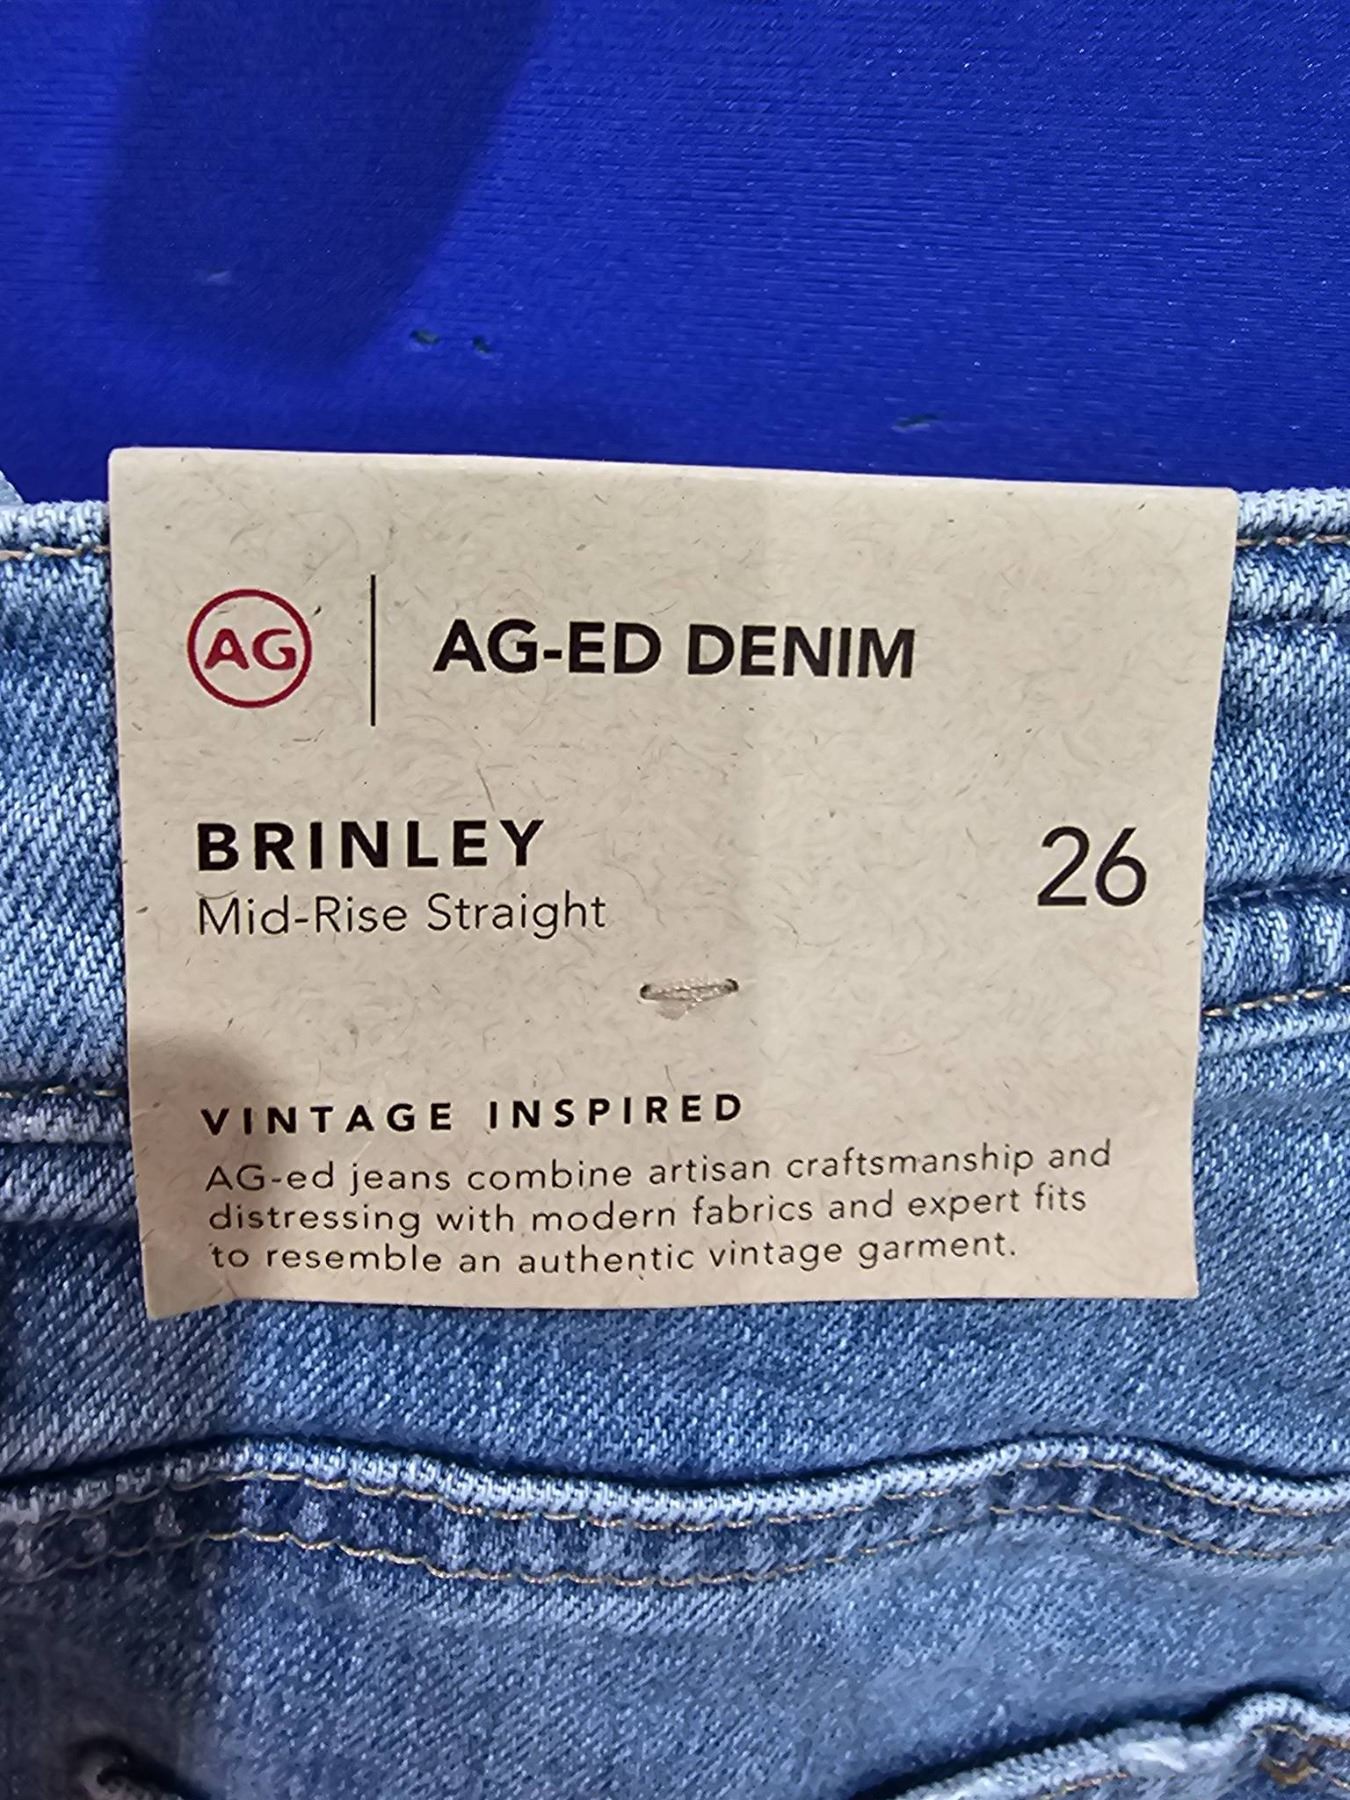 AG AG-ED DENIM
BRINLEY 26
Mid-Rise Straight
VINTAGE INSPIRED
AG-ed jeans combine artisan craftsmanship and
distressing with modern fabrics and expert fits
to resemble an authentic vintage garment.